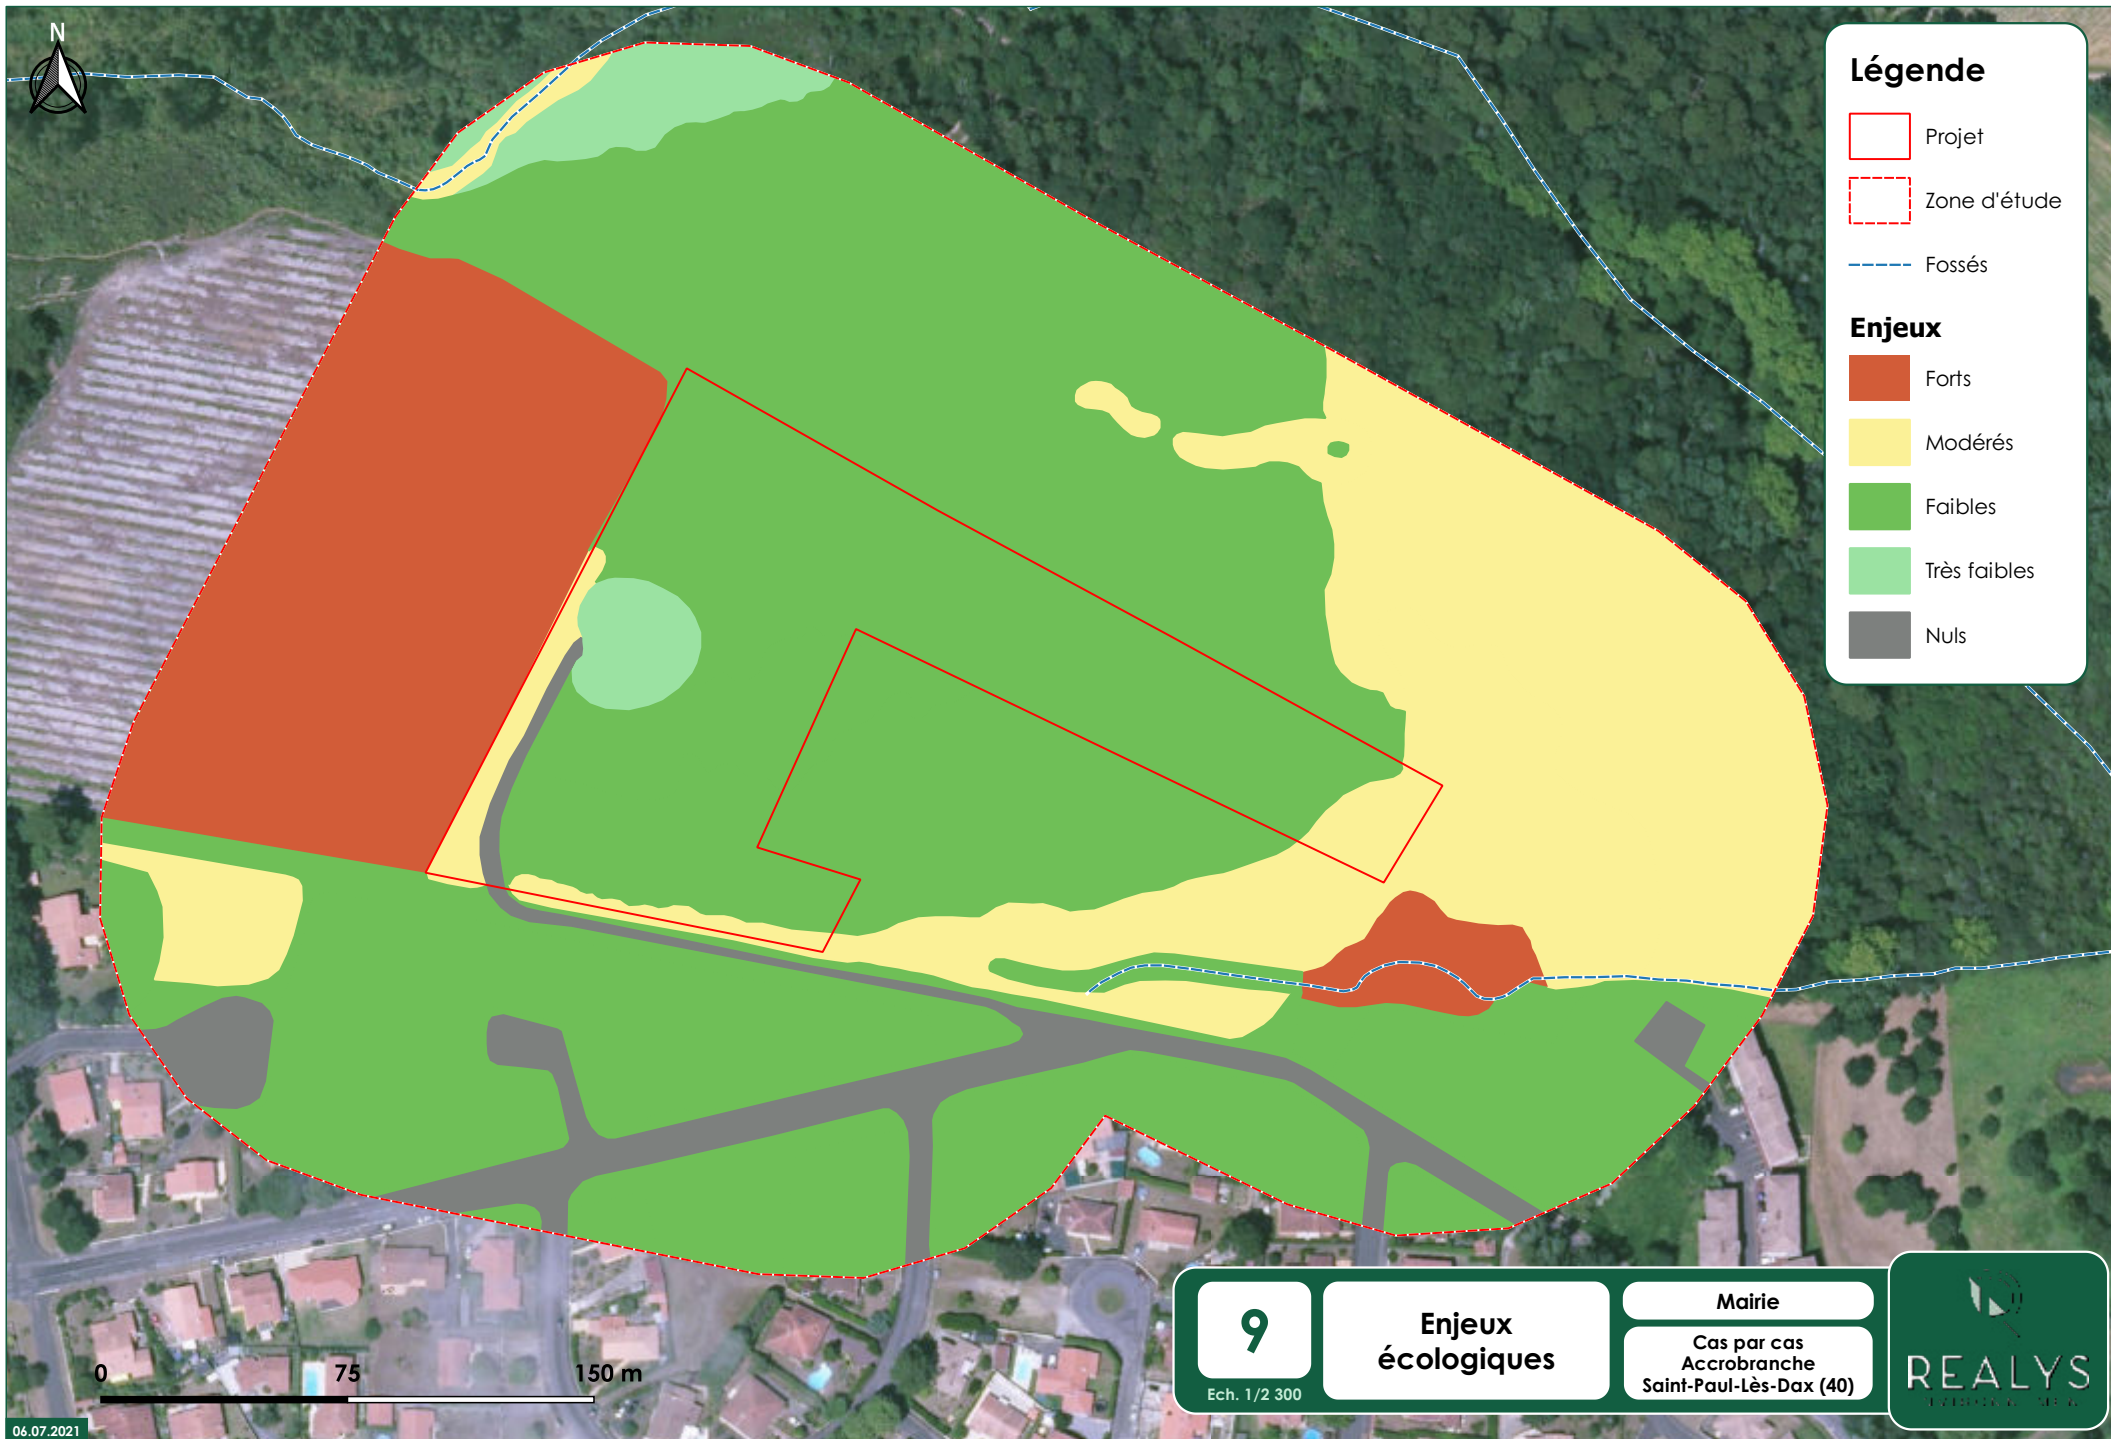 N
Légende
Projet
Zone d'étude
Fossés
Enjeux
Forts
Modérés
Faibles
Très faibles
Nuls
0 75 150 m
06.07.2021
9
Ech. 1/2 300
Enjeux
écologiques
Mairie
Cas par cas
Accrobranche
Saint-Paul-Lès-Dax (40)
REALYS